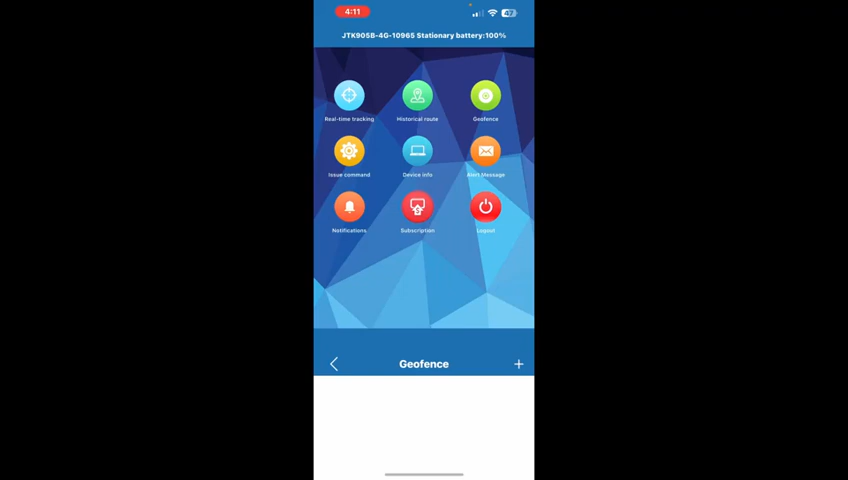 4:11
47
JTK905B-4G-10965 Stationary battery:100%
Real-time tracking
Historical route
Geofence
Issue command
Device info
Alert Message
Notifications
Subscription
Logout
Geofence